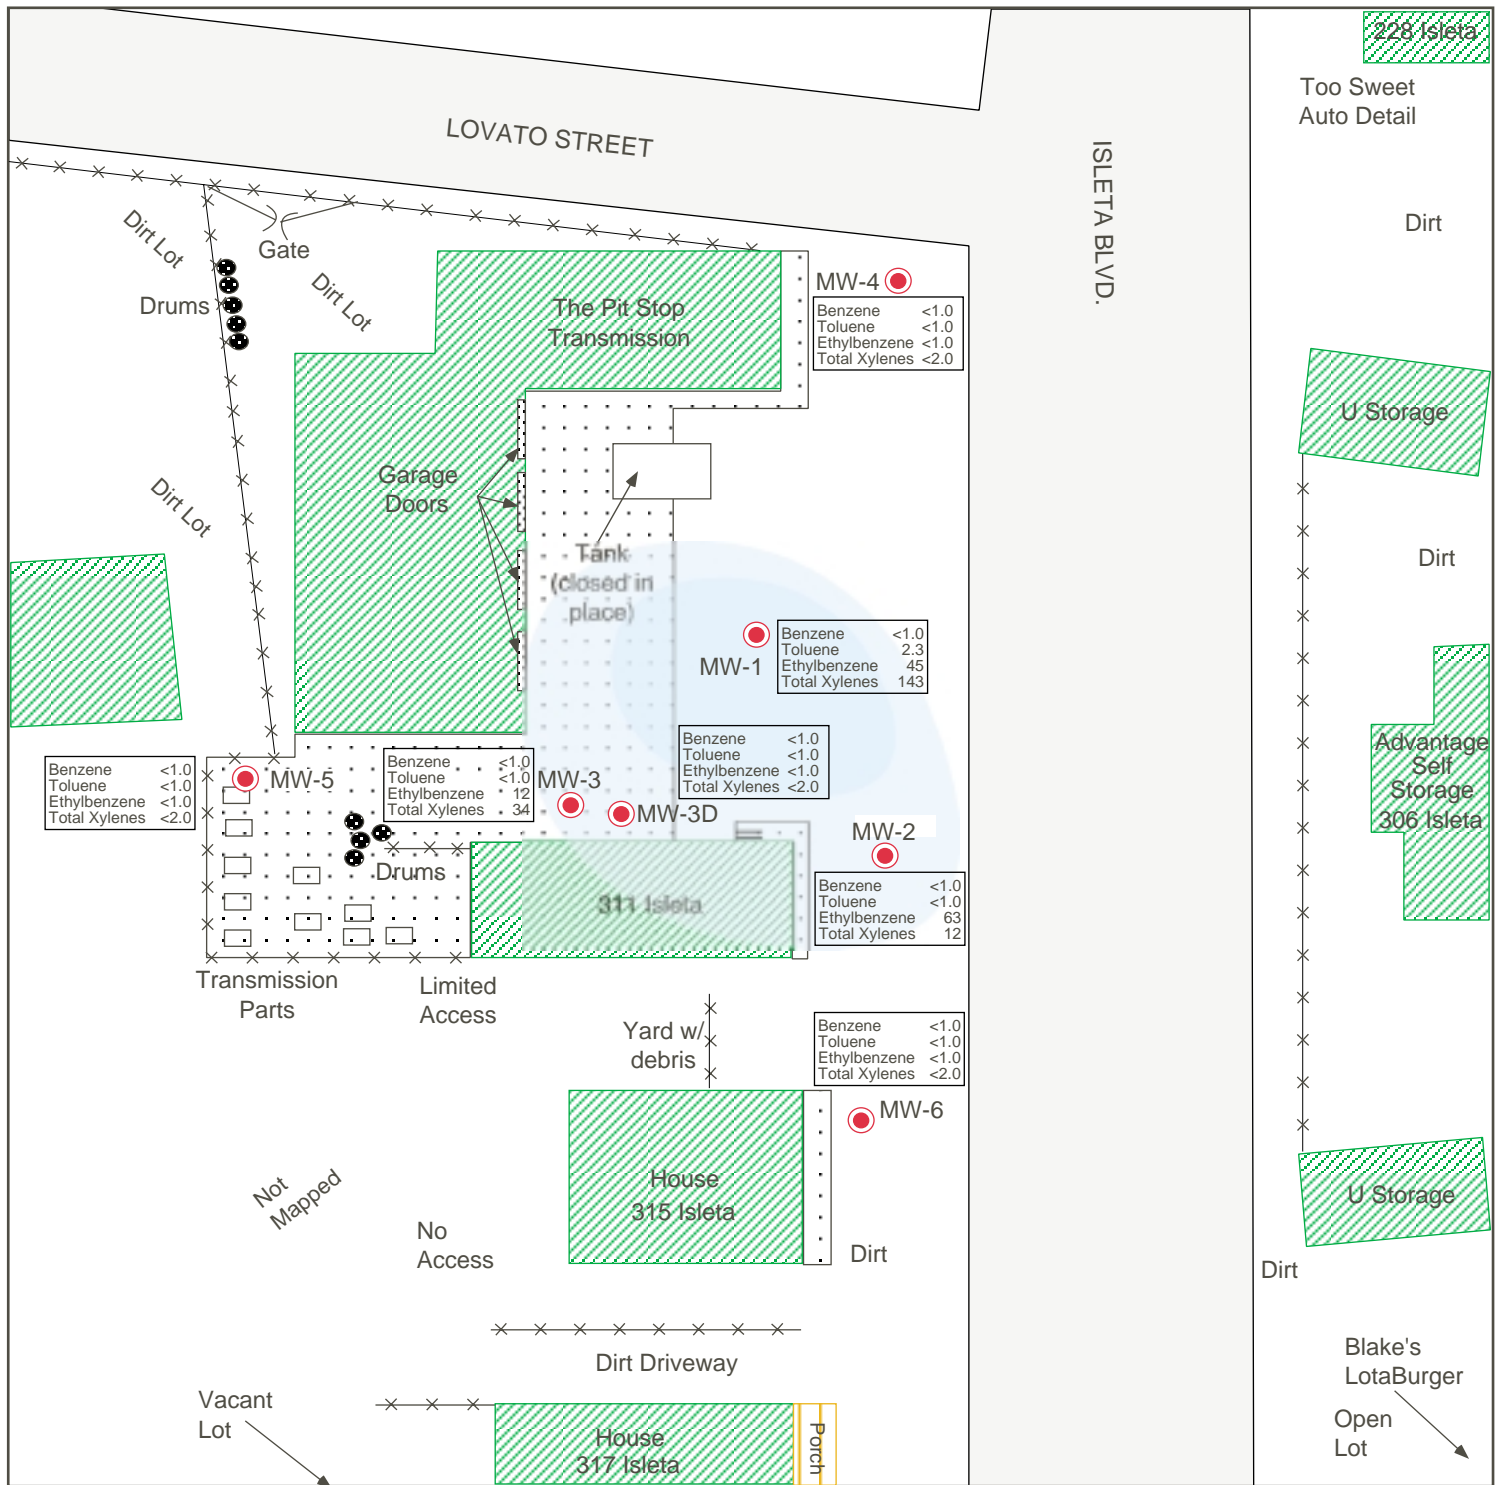 228 Isleta
Too Sweet
Auto Detail
LOVATO STREET
ISLETA BLVD.
Dirt
Dirt Lot
Gate
Dirt Lot
Drums
The Pit Stop
Transmission
MW-4
Benzene <1.0
Toluene <1.0
Ethylbenzene <1.0
Total Xylenes <2.0
U Storage
Garage
Doors
Dirt Lot
Tank
(closed in
place)
Dirt
MW-1
Benzene <1.0
Toluene 2.3
Ethylbenzene 45
Total Xylenes 143
Benzene <1.0
Toluene <1.0
Ethylbenzene <1.0
Total Xylenes <2.0
MW-5
Benzene <1.0
Toluene <1.0
Ethylbenzene 12
Total Xylenes 34
MW-3
Benzene <1.0
Toluene <1.0
Ethylbenzene <1.0
Total Xylenes <2.0
MW-3D
MW-2
Benzene <1.0
Toluene <1.0
Ethylbenzene 63
Total Xylenes 12
Advantage
Self
Storage
306 Isleta
Drums
311 Isleta
Transmission
Parts
Limited
Access
Yard w/
debris
Benzene <1.0
Toluene <1.0
Ethylbenzene <1.0
Total Xylenes <2.0
MW-6
House
315 Isleta
Not
Mapped
No
Access
Dirt
U Storage
Dirt
Dirt Driveway
Blake's
LotaBurger
Vacant
Lot
House
317 Isleta
Porch
Open
Lot